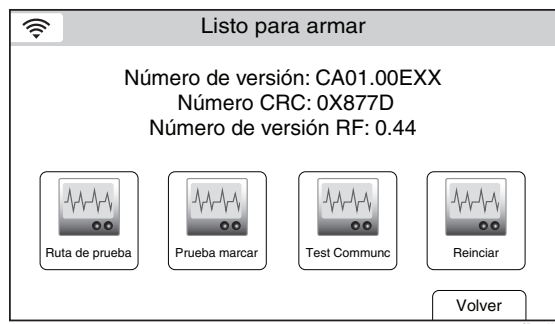 Listo para armar
Número de versión: CA01.00EXX
Número CRC: 0X877D
Número de versión RF: 0.44
Ruta de prueba
Prueba marcar
Test Communc
Reinciar
Volver